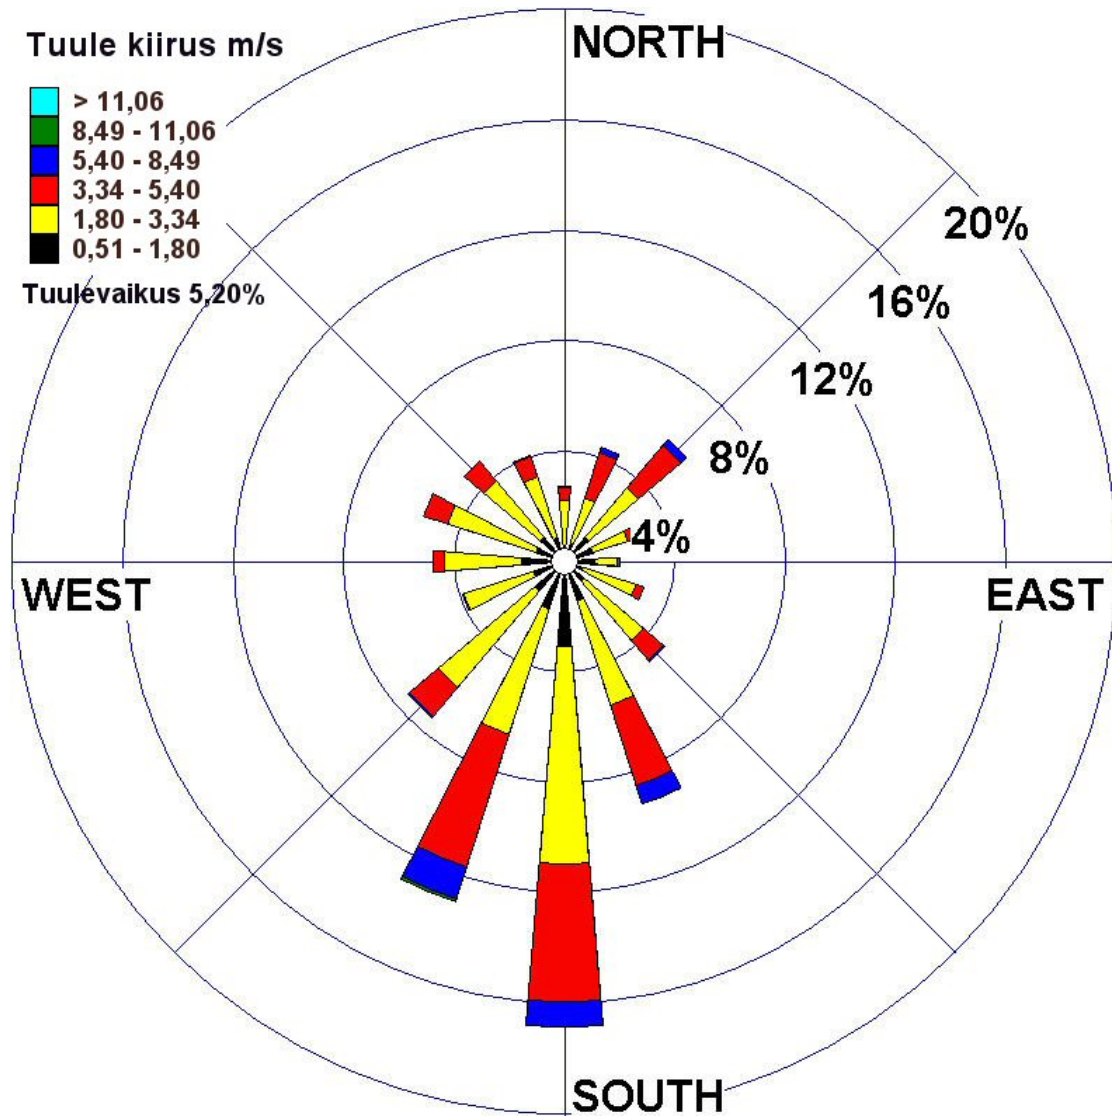 Tuule kiirus m/s
> 11,06
8,49 - 11,06
5,40 - 8,49
3,34 - 5,40
1,80 - 3,34
0,51 - 1,80
Tuulevaikus 5,20%
NORTH
20%
16%
12%
8%
4%
WEST
EAST
SOUTH